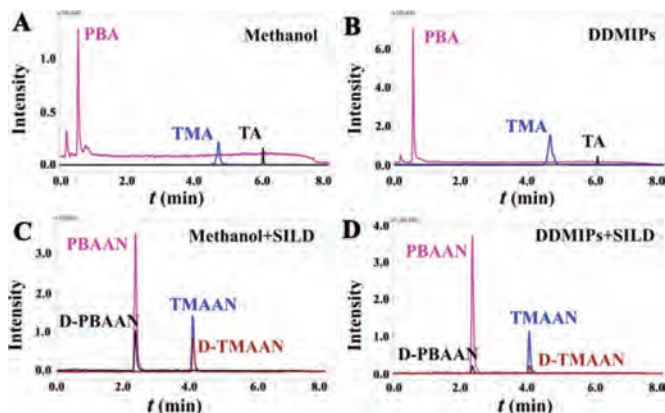 A
B
Methanol
DDMIPs
PBA
PBA
TMA
TA
TMA
TA
Intensity
Intensity
1.0
0.5
0.0
6.0
4.0
2.0
0.0
0.0 2.0 4.0 6.0 8.0
0.0 2.0 4.0 6.0 8.0
t (min)
t (min)
C
D
Methanol+SILD
DDMIPs+SILD
PBAAN
PBAAN
TMAAN
TMAAN
D-PBAAN
D-TMAAN
D-PBAAN
D-TMAAN
Intensity
Intensity
3.0
2.0
1.0
0.0
4.0
3.0
2.0
1.0
0.0
0.0 2.0 4.0 6.0 8.0
0.0 2.0 4.0 6.0 8.0
t (min)
t (min)